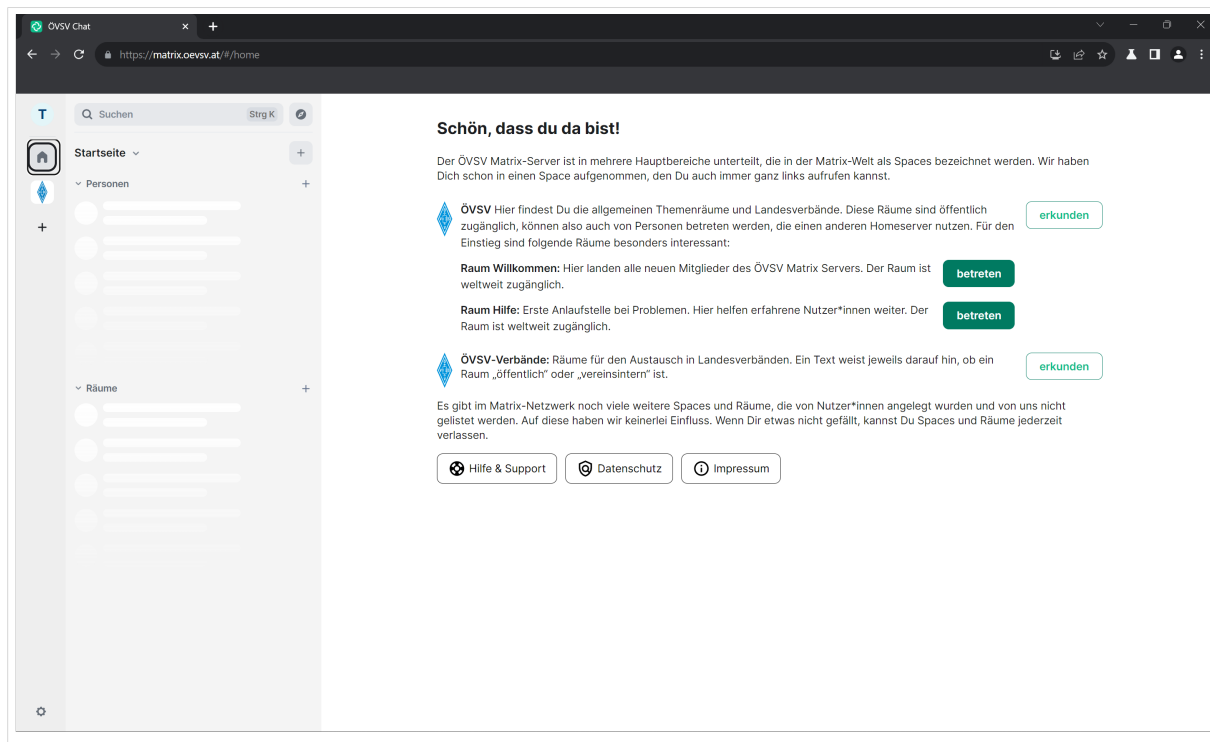 ÖVSV Chat
https://matrix.oevsv.at/#/home
T
Suchen
Strg K
Startseite
Personen
Räume
Schön, dass du da bist!
Der ÖVSV Matrix-Server ist in mehrere Hauptbereiche unterteilt, die in der Matrix-Welt als Spaces bezeichnet werden. Wir haben
Dich schon in einen Space aufgenommen, den Du auch immer ganz links aufrufen kannst.
ÖVSV Hier findest Du die allgemeinen Themenräume und Landesverbände. Diese Räume sind öffentlich
zugänglich, können also auch von Personen betreten werden, die einen anderen Homeserver nutzen. Für den
Einstieg sind folgende Räume besonders interessant:
erkunden
Raum Willkommen: Hier landen alle neuen Mitglieder des ÖVSV Matrix Servers. Der Raum ist
weltweit zugänglich.
betreten
Raum Hilfe: Erste Anlaufstelle bei Problemen. Hier helfen erfahrene Nutzer*innen weiter. Der
Raum ist weltweit zugänglich.
betreten
ÖVSV-Verbände: Räume für den Austausch in Landesverbänden. Ein Text weist jeweils darauf hin, ob ein
Raum „öffentlich" oder „vereinsintern" ist.
erkunden
Es gibt im Matrix-Netzwerk noch viele weitere Spaces und Räume, die von Nutzer*innen angelegt wurden und von uns nicht
gelistet werden. Auf diese haben wir keinerlei Einfluss. Wenn Dir etwas nicht gefällt, kannst Du Spaces und Räume jederzeit
verlassen.
Hilfe & Support
Datenschutz
Impressum